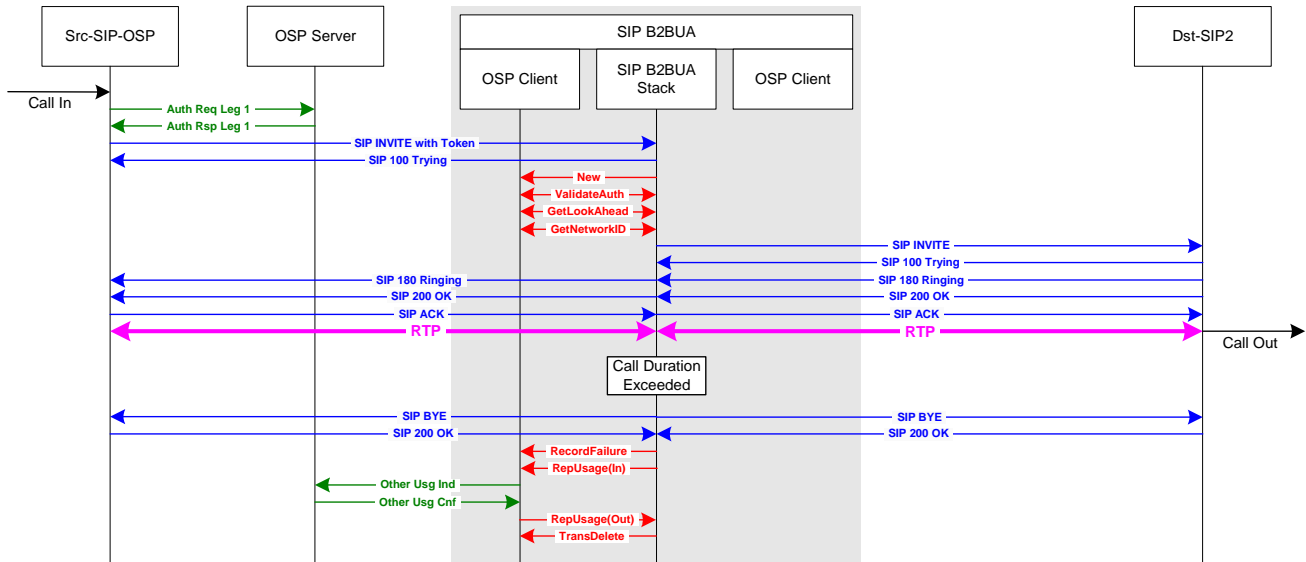 Src-SIP-OSP
OSP Server
SIP B2BUA
OSP Client
SIP B2BUA
Stack
OSP Client
Dst-SIP2
Call In
Auth Req Leg 1
Auth Rsp Leg 1
SIP INVITE with Token
SIP 100 Trying
New
ValidateAuth
GetLookAhead
GetNetworkID
SIP INVITE
SIP 100 Trying
SIP 180 Ringing
SIP 180 Ringing
SIP 200 OK
SIP 200 OK
SIP ACK
SIP ACK
RTP
RTP
Call Out
Call Duration
Exceeded
SIP BYE
SIP BYE
SIP 200 OK
SIP 200 OK
RecordFailure
RepUsage(In)
Other Usg Ind
Other Usg Cnf
RepUsage(Out)
TransDelete